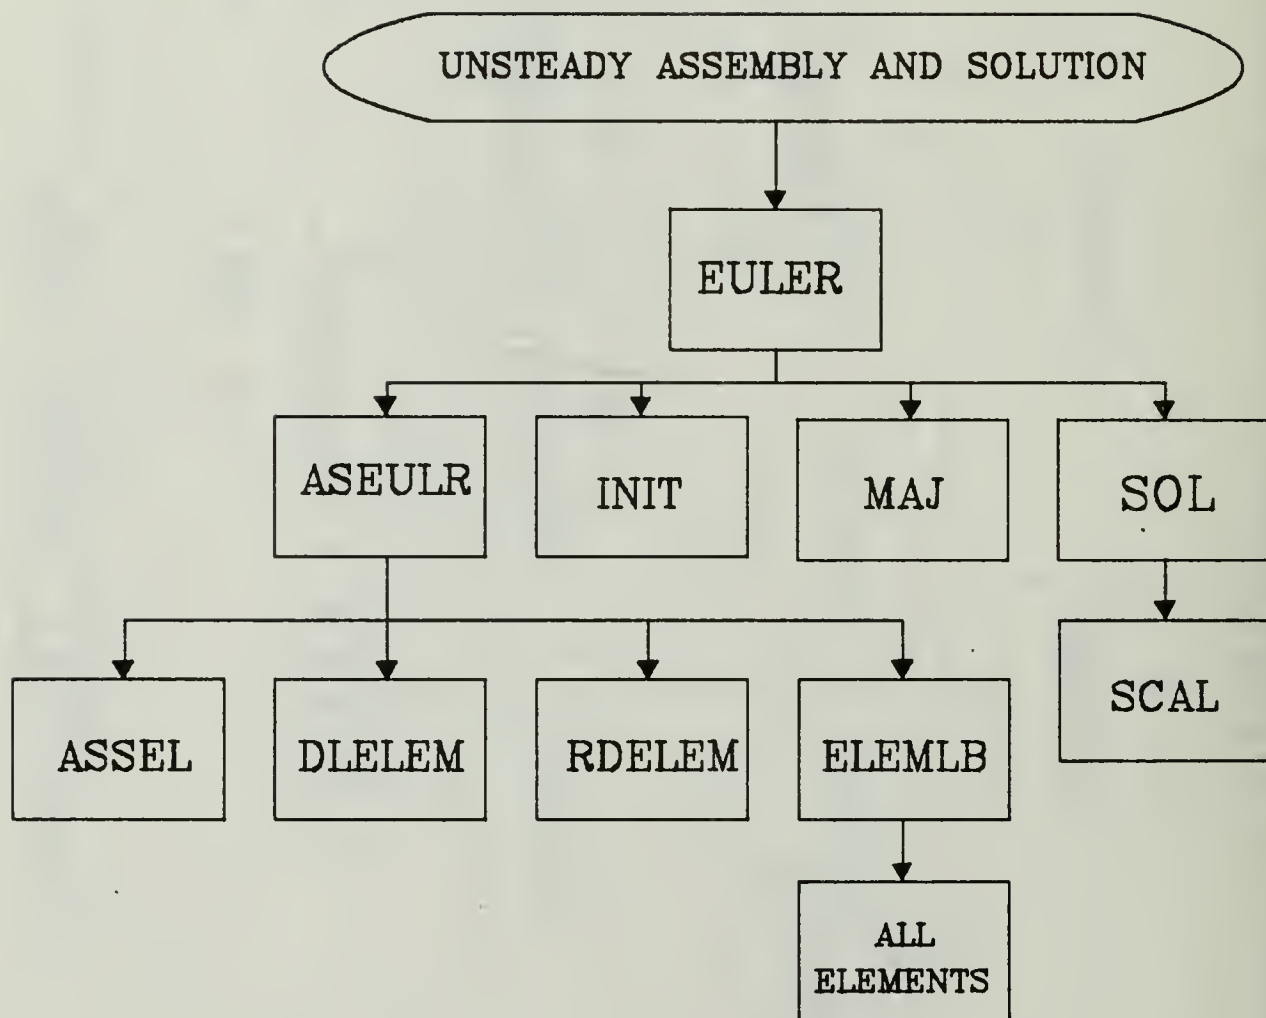 UNSTEADY ASSEMBLY AND SOLUTION
EULER
ASEULR
INIT
MAJ
SOL
ASSEL
DLELEM
RDELEM
ELEMLB
SCAL
ALL
ELEMENTS